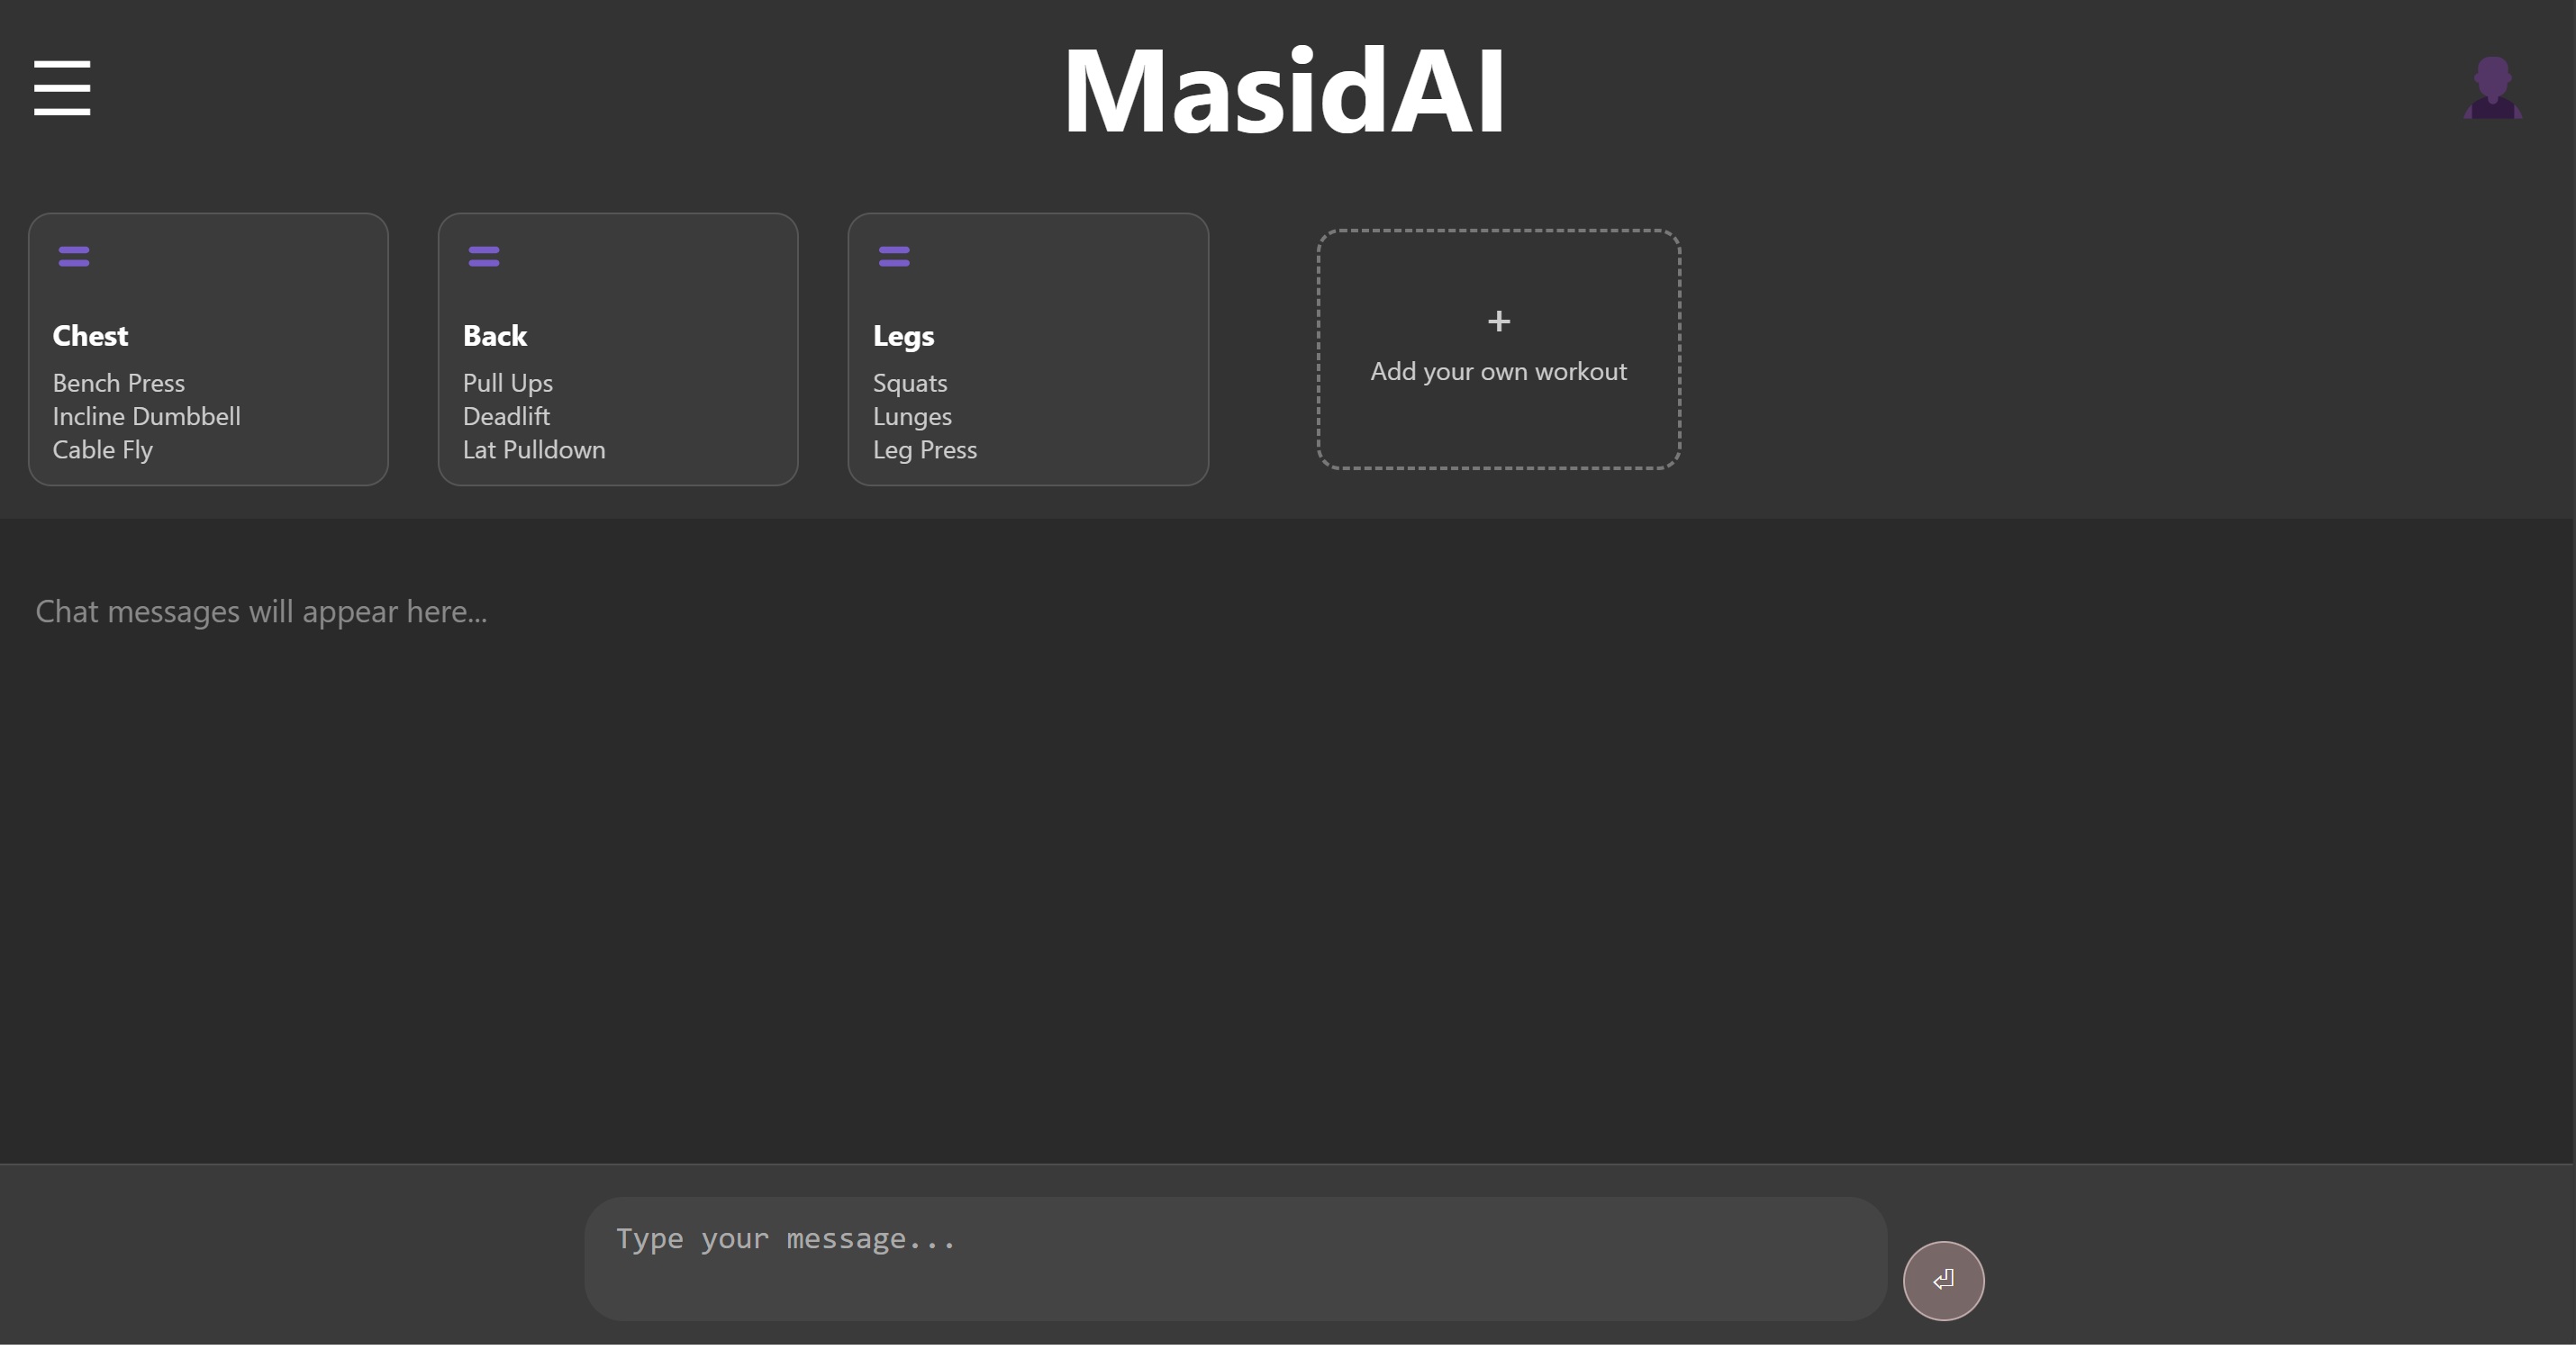 MasidAI
Chest
Bench Press
Incline Dumbbell
Cable Fly
Back
Pull Ups
Deadlift
Lat Pulldown
Legs
Squats
Lunges
Leg Press
+
Add your own workout
Chat messages will appear here...
Type your message...